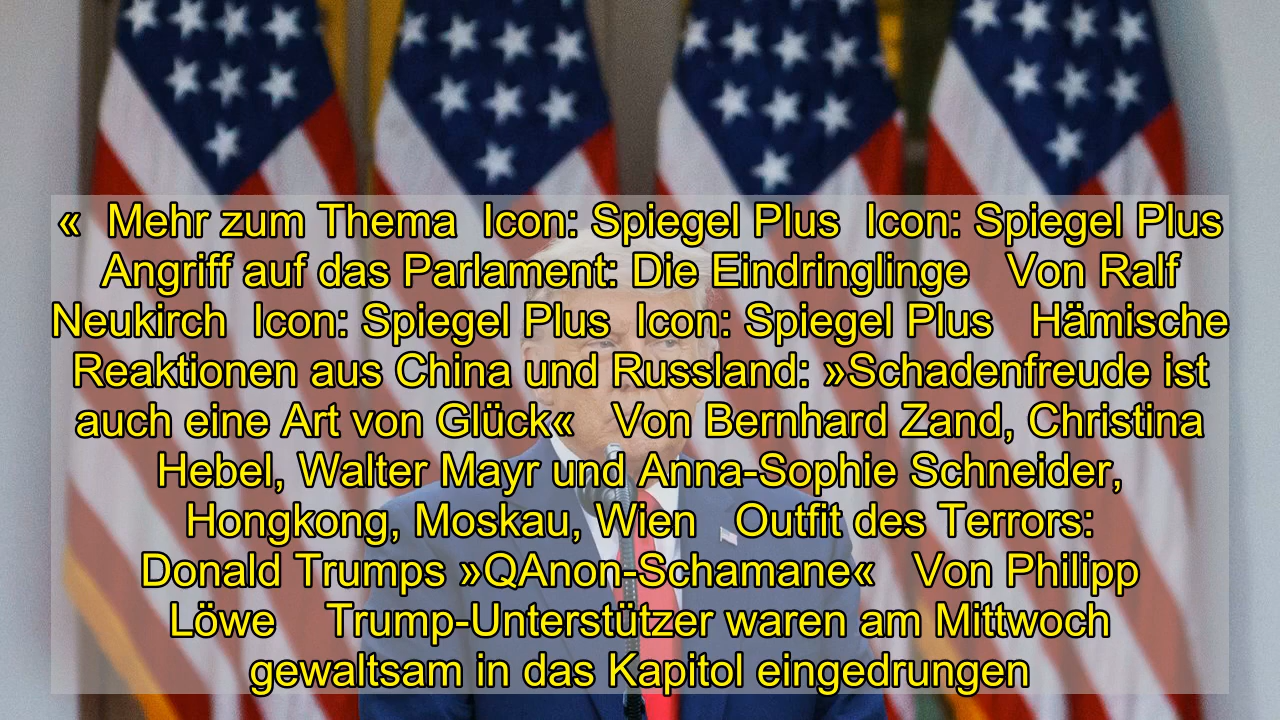 « Mehr zum Thema Icon: Spiegel Plus Icon: Spiegel Plus
Angriff auf das Parlament: Die Eindringlinge Von Ralf
Neukirch Icon: Spiegel Plus Icon: Spiegel Plus Hämische
Reaktionen aus China und Russland: »Schadenfreude ist
auch eine Art von Glück« Von Bernhard Zand, Christina
Hebel, Walter Mayr und Anna-Sophie Schneider,
Hongkong, Moskau, Wien Outfit des Terrors:
Donald Trumps »QAnon-Schamane« Von Philipp
Löwe Trump-Unterstützer waren am Mittwoch
gewaltsam in das Kapitol eingedrungen